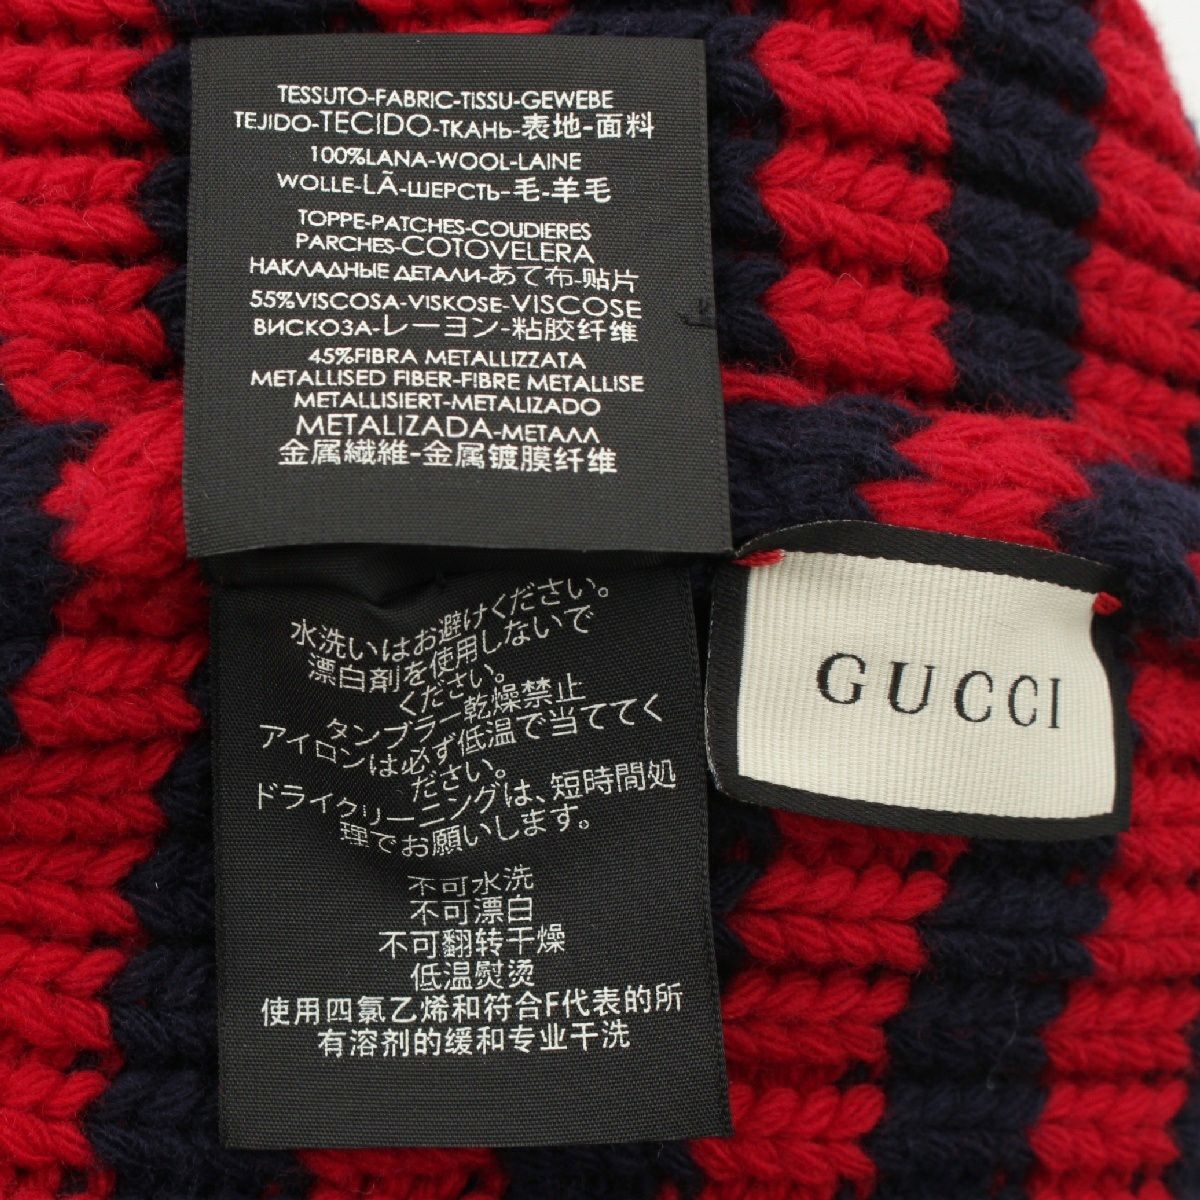 TESSUTO-FABRIC-TISSU-GEWEBE
TEJIDO-TECIDO-ТКАНЬ-表地-面料
100%LANA-WOOL-LAINE
WOLLE-LÃ-ШЕРСТЬ-毛-羊毛
TOPPE-PATCHES-COUDIERES
PARCHES-COTOVELERA
НАКЛАДНЫЕ ДЕТАЛИ-あて布-贴片
55%VISCOSA-VISKOSE-VISCOSE
ВИСКОЗА-レーヨン-粘胶纤维
45%FIBRA METALLIZZATA
METALLISED FIBER-FIBRE METALLISE
METALLISIERT-METALIZADO
METALIZADA-МЕТАЛЛ
金属繊維-金属镀膜纤维
水洗いはお避けください。
漂白剤を使用しないで
ください。
タンブラー乾燥禁止
アイロンは必ず低温で当ててく
ださい。
ドライクリーニングは、短時間処
理でお願いします。
不可水洗
不可漂白
不可翻转干燥
低温熨烫
使用四氯乙烯和符合F代表的所
有溶剂的缓和专业干洗
GUCCI